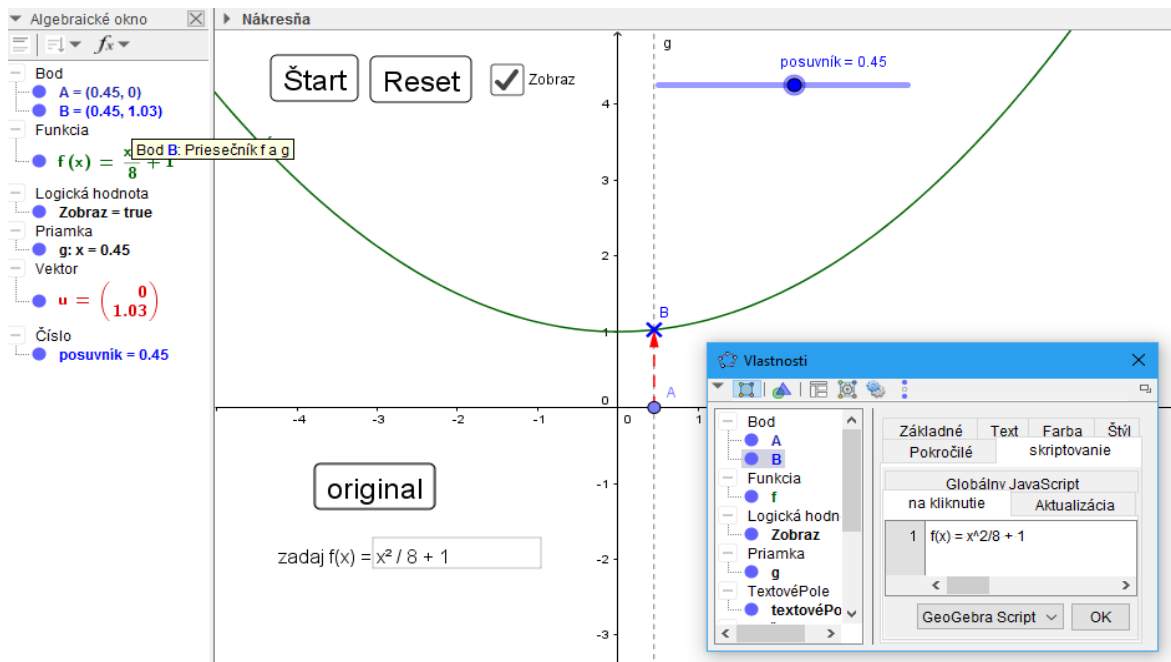 Algebraické okno
Nákresňa
fx
Bod
A = (0.45, 0)
B = (0.45, 1.03)
Funkcia
Bod B: Priesečník f a g
f (x) = x/8 + 1
Logická hodnota
Zobraz = true
Priamka
g: x = 0.45
Vektor
u = (0 1.03)
Číslo
posuvník = 0.45
Štart
Reset
Zobraz
g
posuvník = 0.45
4
3
2
1
0
-1
-2
-3
-4
-3
-2
-1
0
1
B
A
original
zadaj f(x) = x² / 8 + 1
Vlastnosti
Bod
A
B
Funkcia
f
Logická hodn
Zobraz
Priamka
g
TextovéPole
textovéPo
Základné
Text
Farba
Štýl
Pokročilé
skriptovanie
Globálny JavaScript
na kliknutie
Aktualizácia
1
f(x) = x^2/8 + 1
GeoGebra Script
OK